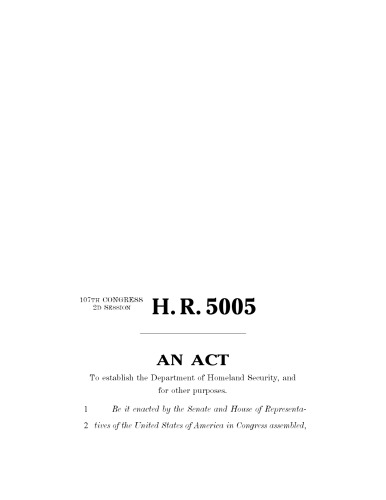 107TH CONGRESS
2D SESSION
H. R. 5005
AN ACT
To establish the Department of Homeland Security, and
for other purposes.
1 Be it enacted by the Senate and House of Representa-
2 tives of the United States of America in Congress assembled,